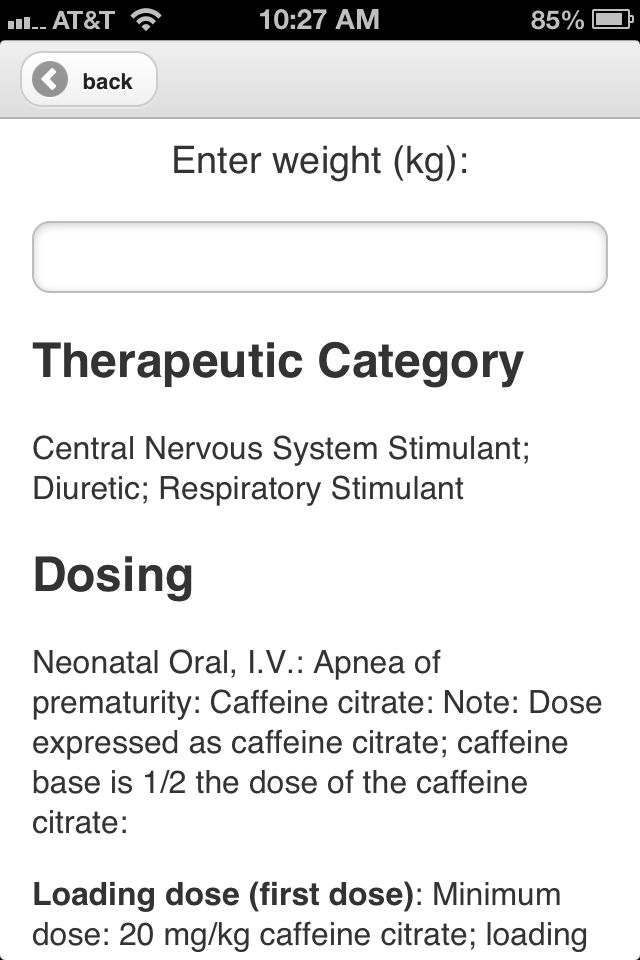 AT&T 10:27 AM 85%
back
Enter weight (kg):
Therapeutic Category
Central Nervous System Stimulant;
Diuretic; Respiratory Stimulant
Dosing
Neonatal Oral, I.V.: Apnea of
prematurity: Caffeine citrate: Note: Dose
expressed as caffeine citrate; caffeine
base is 1/2 the dose of the caffeine
citrate:
Loading dose (first dose): Minimum
dose: 20 mg/kg caffeine citrate; loading